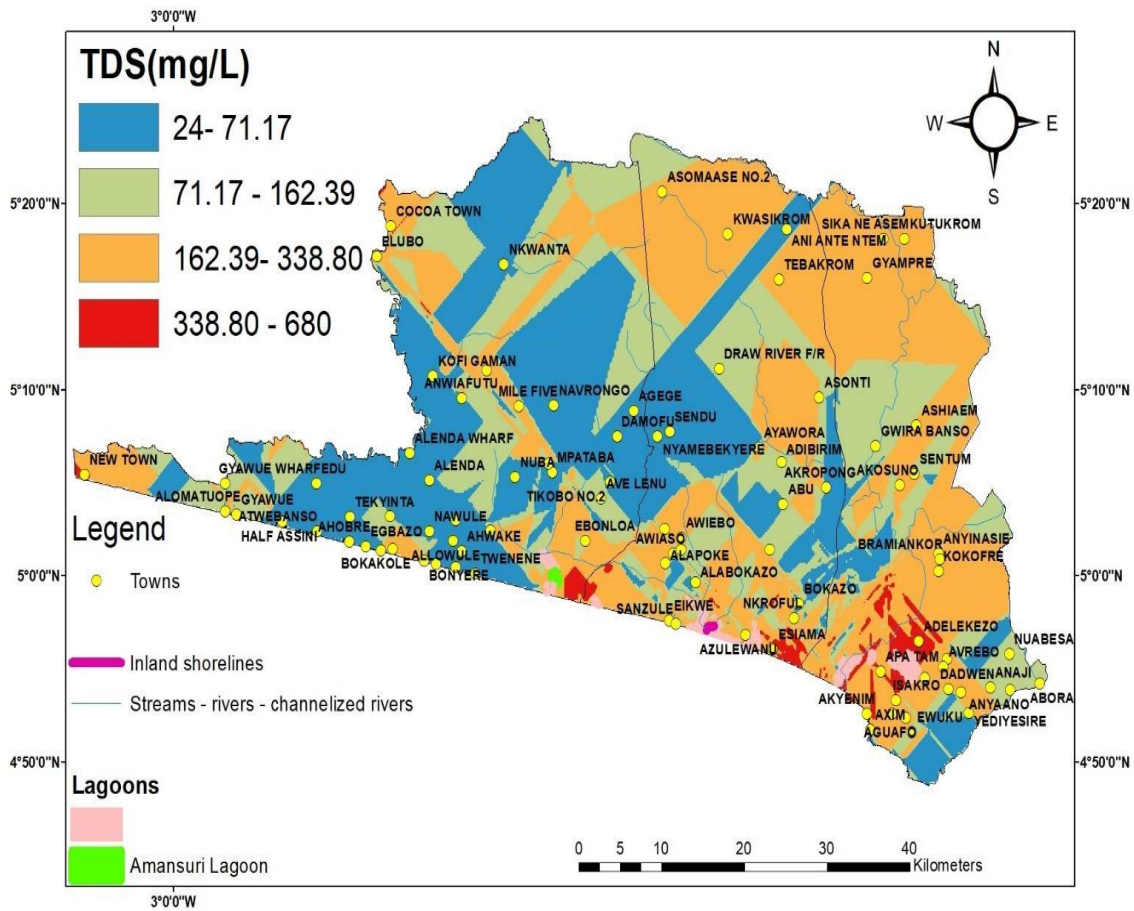 3°0'0"W
TDS(mg/L)
24- 71.17
71.17 - 162.39
162.39- 338.80
338.80 - 680
N
W
E
S
5°20'0"N
5°20'0"N
ASOMAASE NO.2
COCOA TOWN
KWASIKROM
SIKA NE ASEM
KUTUKROM
ANI ANTE NTEM
ELUBO
NKWANTA
TEBAKROM
GYAMPRE
5°10'0"N
5°10'0"N
KOFI GAMAN
DRAW RIVER F/R
ANWIAFUTU
MILE FIVE
NAVRONGO
AGEGE
ASONTI
DAMOFU
SENDU
ASHIAEM
ALENDA WHARF
NYAMEBEKYERE
AYAWORA
GWIRA BANSO
ADIBIRIM
NEW TOWN
GYAWUE WHARF
EDU
ALENDA
NUBA
MPATABA
AKROPONG
AKOSUNO
SENTUM
ALOMATUOPE
GYAWUE
TIKOBO NO.2
AVE LENU
ABU
Legend
ATWEBANSO
TEKYINTA
HALF ASSINI
AHOBRE
EGBAZO
NAWULE
AHWAKE
EBONLOA
AWIEBO
AWIASO
BRAMIANKOR
ANYINASIE
KOKOFRE
5°0'0"N
5°0'0"N
Towns
BOKAKOLE
ALLOWULE
TWENENE
ALAPOKE
BONYERE
ALABOKAZO
BOKAZO
SANZULE
EIKWE
NKROFUL
ADELEKEZO
NUABESA
Inland shorelines
AZULEWANU
ESIAMA
APA TAM
AVREBO
Streams - rivers - channelized rivers
DADWEN
ANAJI
ISAKRO
AKYENIM
ANYAANO
ABORA
AXIM
EWUKU
YEDIYESIRE
AGUAFO
4°50'0"N
4°50'0"N
Lagoons
Amansuri Lagoon
0 5 10 20 30 40
Kilometers
3°0'0"W